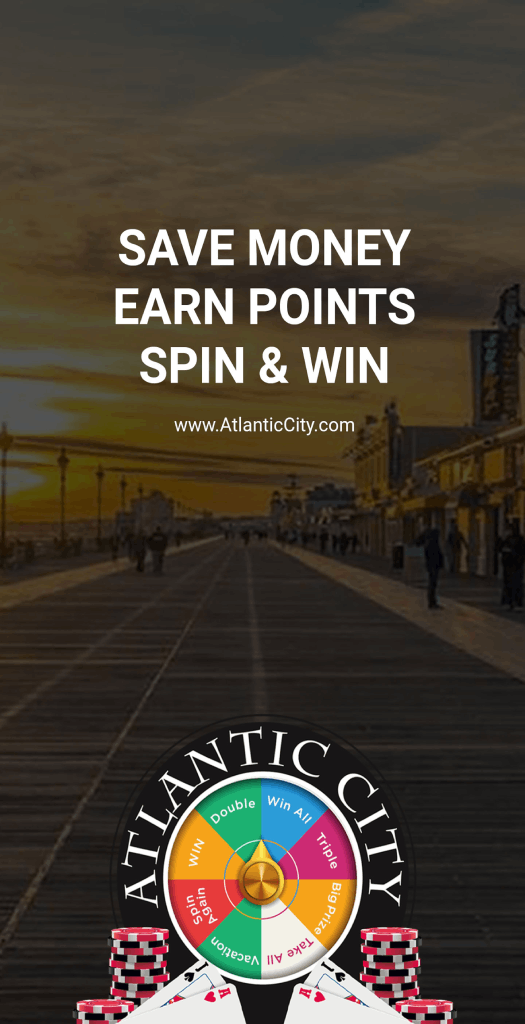 SAVE MONEY
EARN POINTS
SPIN & WIN
www.AtlanticCity.com
ATLANTIC CITY
Double
Win All
Triple
Big Prize
Take All
Vacation
Spin
Again
WIN
A
A